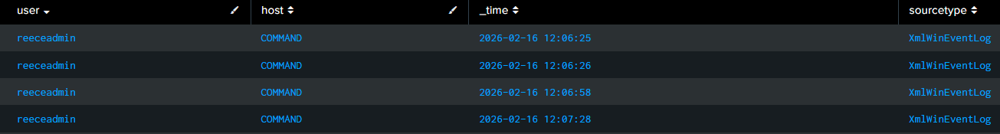 user host _time sourcetype
reeceadmin COMMAND 2026-02-16 12:06:25 XmlWinEventLog
reeceadmin COMMAND 2026-02-16 12:06:26 XmlWinEventLog
reeceadmin COMMAND 2026-02-16 12:06:58 XmlWinEventLog
reeceadmin COMMAND 2026-02-16 12:07:28 XmlWinEventLog